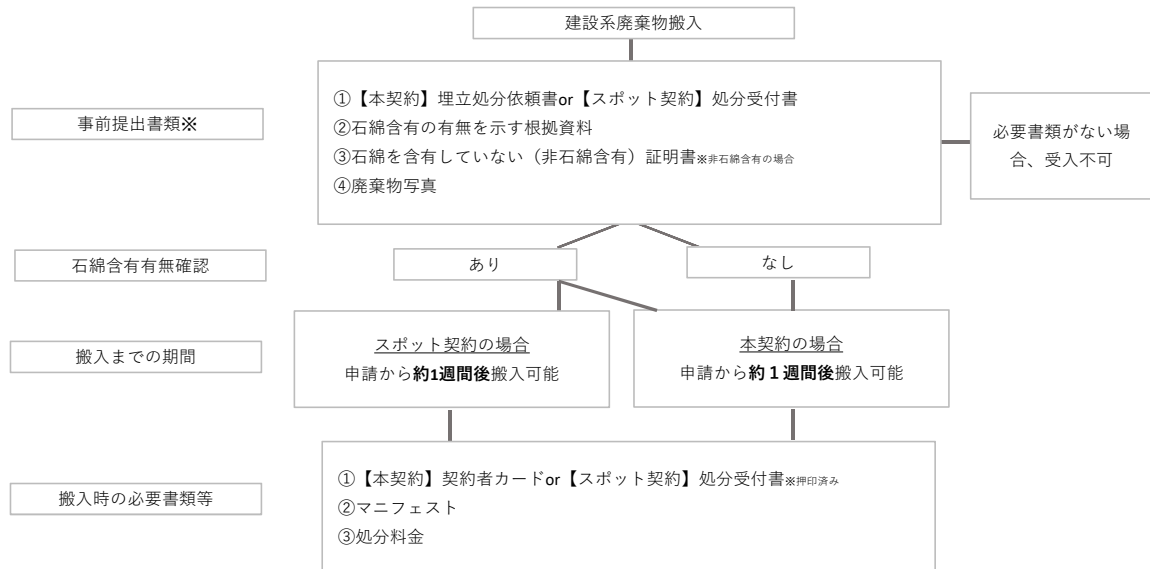 建設系廃棄物搬入
事前提出書類※
①【本契約】埋立処分依頼書or【スポット契約】処分受付書
②石綿含有の有無を示す根拠資料
③石綿を含有していない（非石綿含有）証明書※非石綿含有の場合
④廃棄物写真
必要書類がない場
合、受入不可
石綿含有有無確認
あり
なし
搬入までの期間
スポット契約の場合
申請から約1週間後搬入可能
本契約の場合
申請から約１週間後搬入可能
搬入時の必要書類等
①【本契約】契約者カードor【スポット契約】処分受付書※押印済み
②マニフェスト
③処分料金